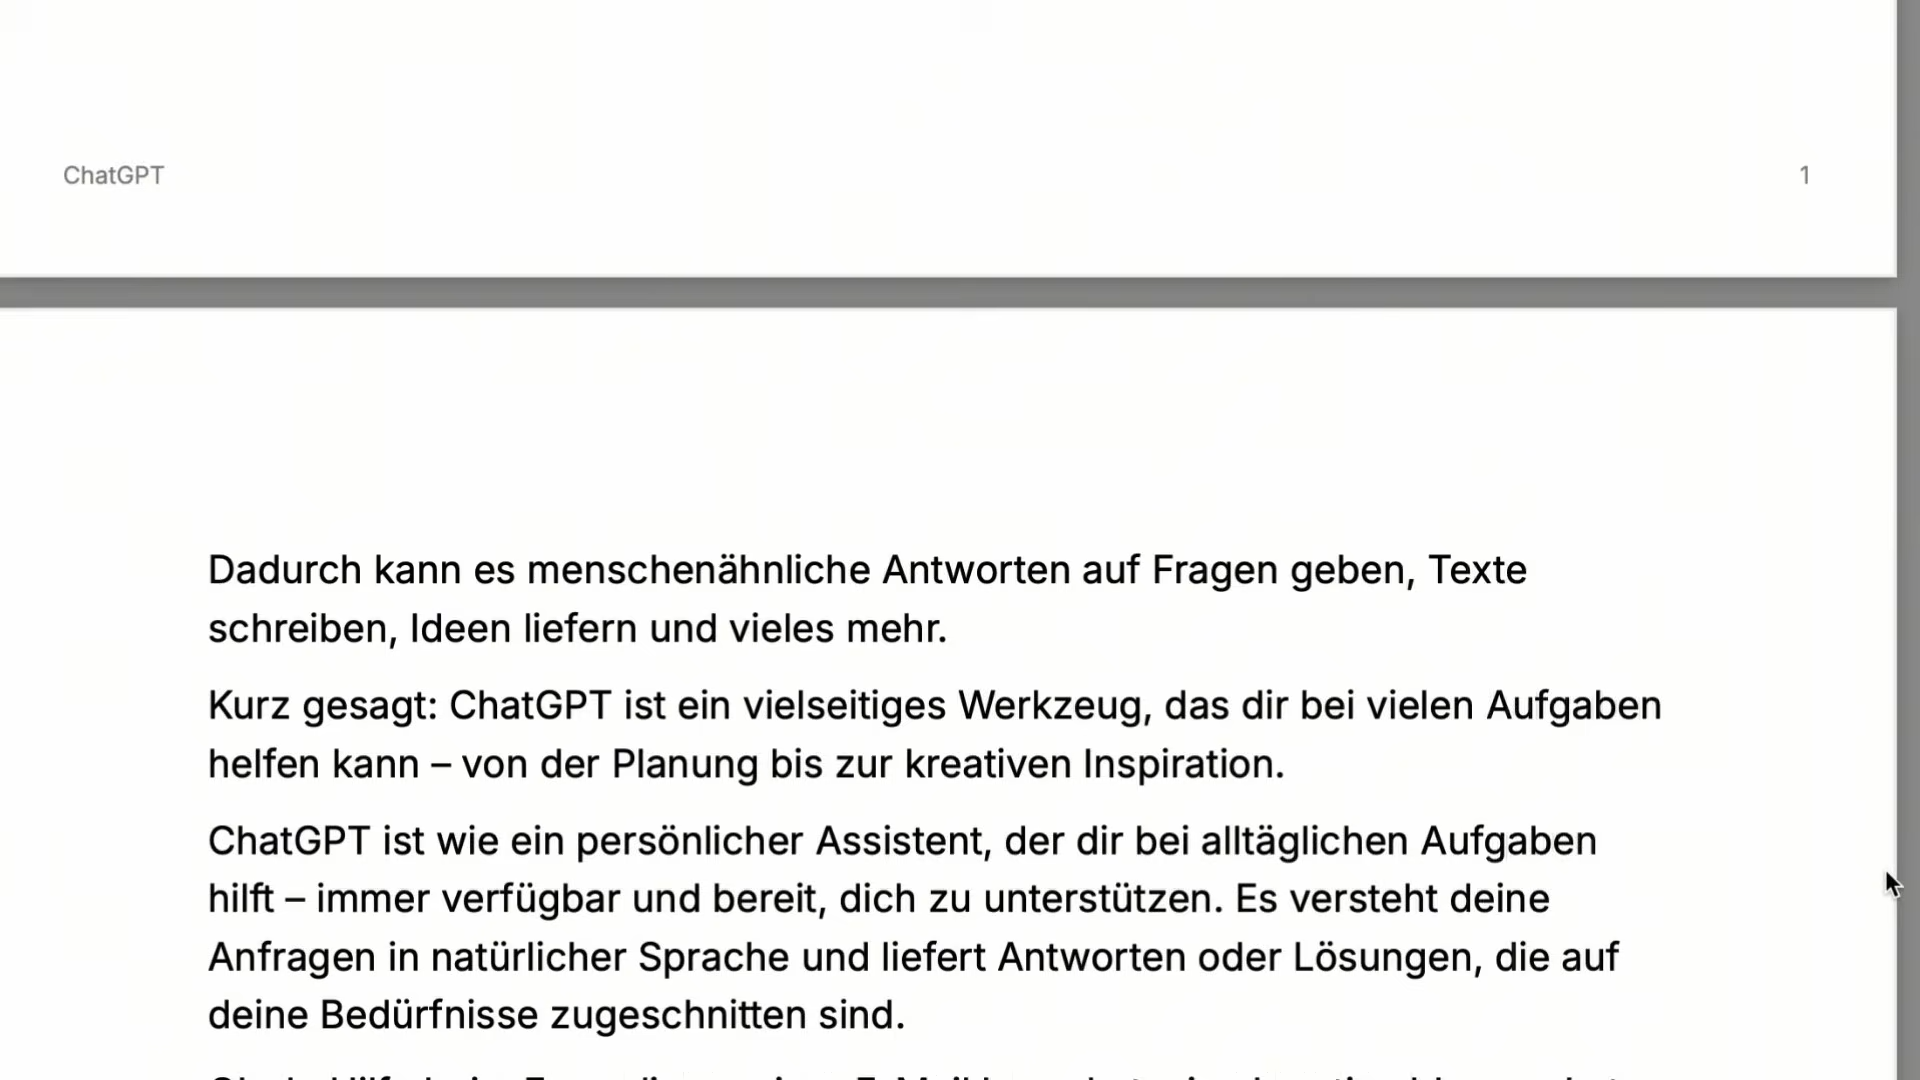 ChatGPT
1
Dadurch kann es menschenähnliche Antworten auf Fragen geben, Texte
schreiben, Ideen liefern und vieles mehr.
Kurz gesagt: ChatGPT ist ein vielseitiges Werkzeug, das dir bei vielen Aufgaben
helfen kann – von der Planung bis zur kreativen Inspiration.
ChatGPT ist wie ein persönlicher Assistent, der dir bei alltäglichen Aufgaben
hilft – immer verfügbar und bereit, dich zu unterstützen. Es versteht deine
Anfragen in natürlicher Sprache und liefert Antworten oder Lösungen, die auf
deine Bedürfnisse zugeschnitten sind.